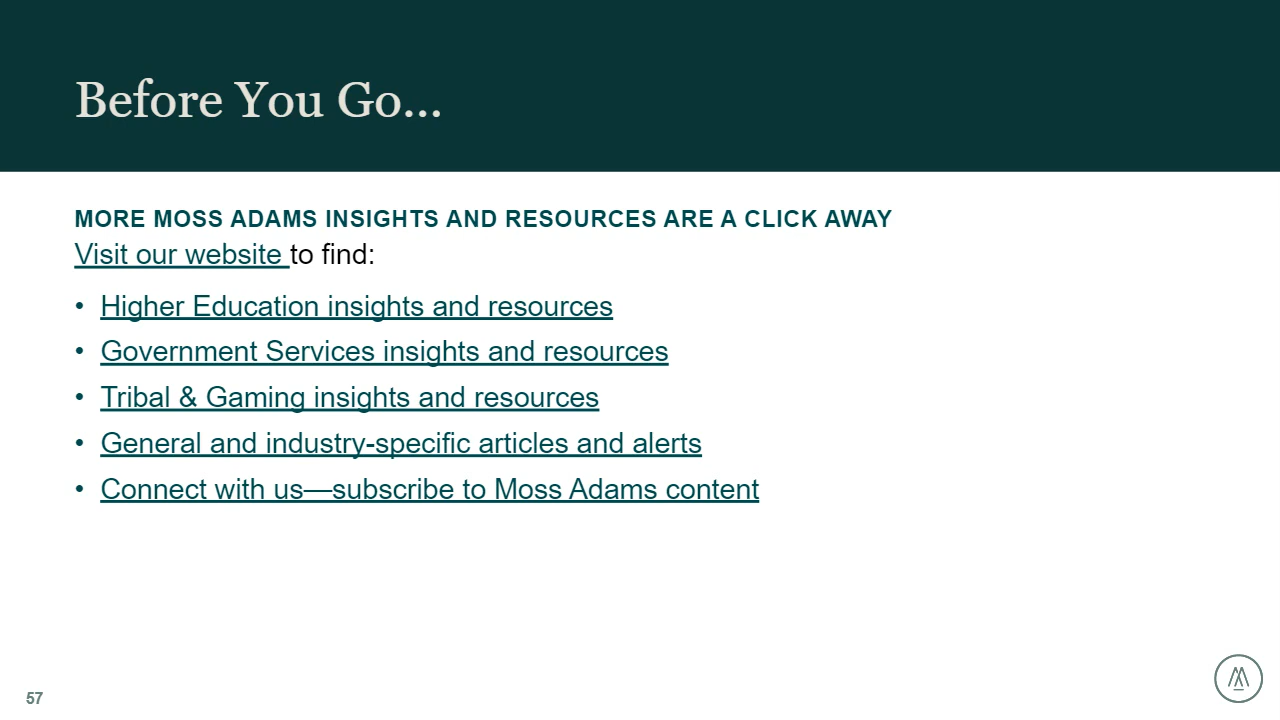 Before You Go...
MORE MOSS ADAMS INSIGHTS AND RESOURCES ARE A CLICK AWAY
Visit our website to find:
• Higher Education insights and resources
• Government Services insights and resources
• Tribal & Gaming insights and resources
• General and industry-specific articles and alerts
• Connect with us—subscribe to Moss Adams content
57